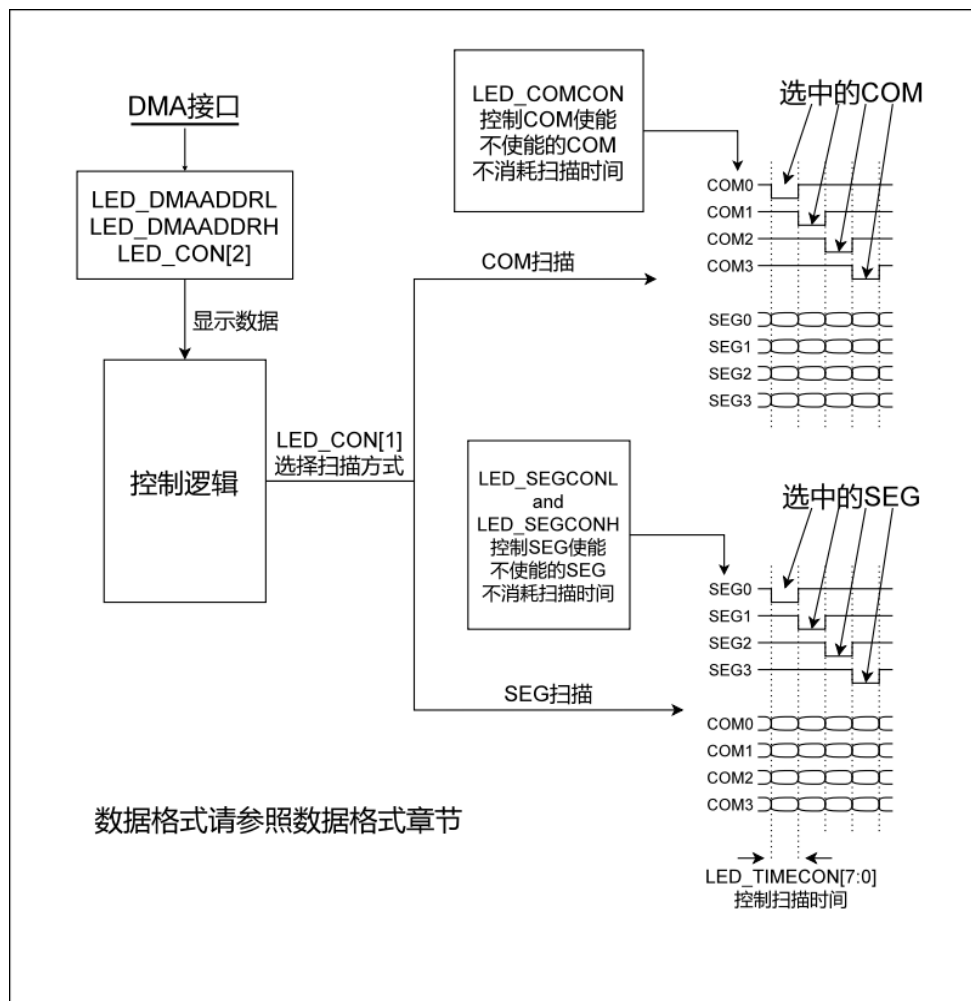 DMA接口
LED_DMAADDRL
LED_DMAADDRH
LED_CON[2]
显示数据
控制逻辑
LED_CON[1]
选择扫描方式
LED_COMCON
控制COM使能
不使能的COM
不消耗扫描时间
COM扫描
选中的COM
COM0
COM1
COM2
COM3
SEG0
SEG1
SEG2
SEG3
LED_SEGCONL
and
LED_SEGCONH
控制SEG使能
不使能的SEG
不消耗扫描时间
SEG扫描
选中的SEG
SEG0
SEG1
SEG2
SEG3
COM0
COM1
COM2
COM3
LED_TIMECON[7:0]
控制扫描时间
数据格式请参照数据格式章节